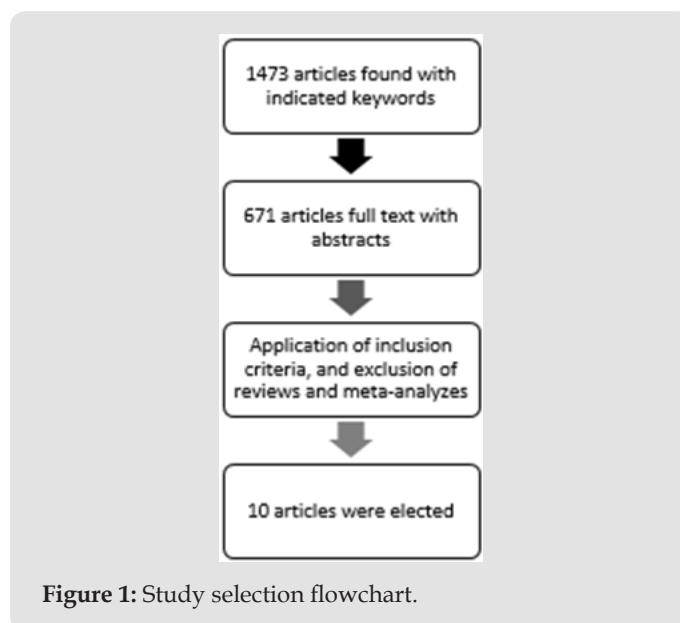 1473 articles found with
indicated keywords
671 articles full text with
abstracts
Application of inclusion
criteria, and exclusion of
reviews and meta-analyzes
10 articles were elected
Figure 1: Study selection flowchart.